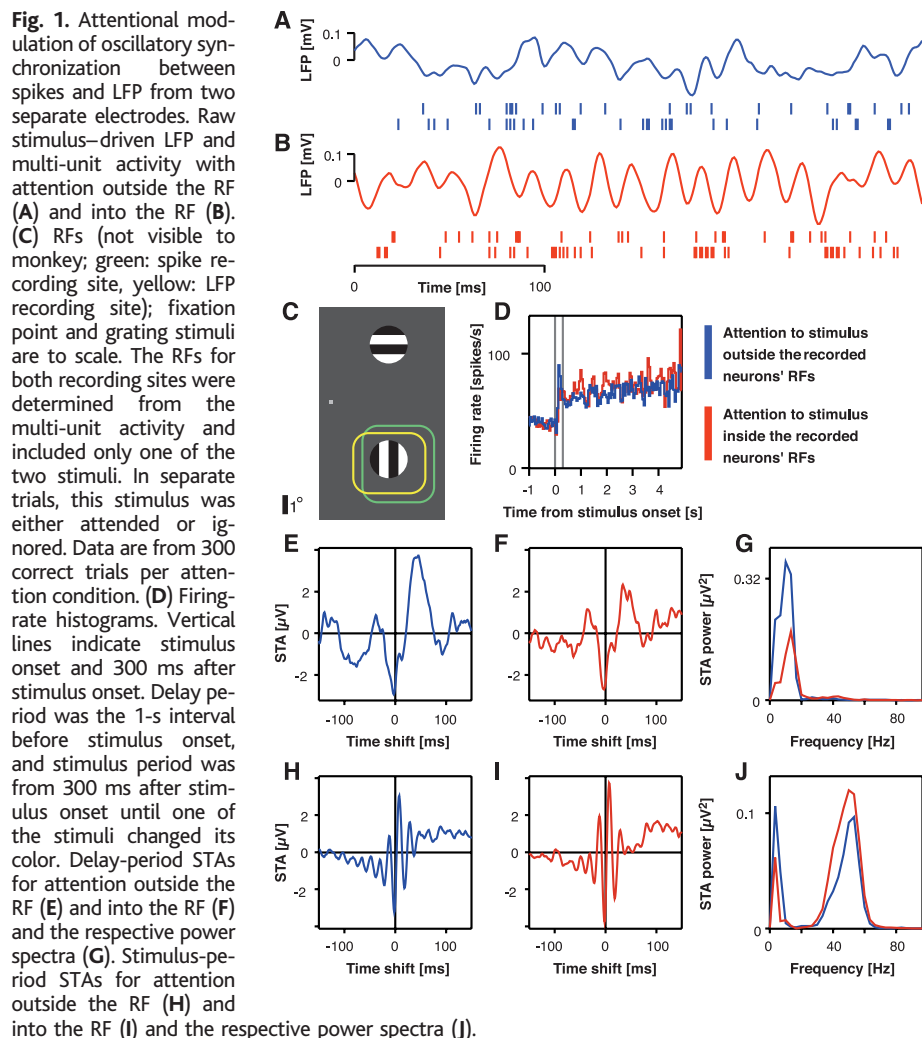 Fig. 1. Attentional mod-
ulation of oscillatory syn-
chronization between
spikes and LFP from two
separate electrodes. Raw
stimulus–driven LFP and
multi-unit activity with
attention outside the RF
(A) and into the RF (B).
(C) RFs (not visible to
monkey; green: spike re-
cording site, yellow: LFP
recording site); fixation
point and grating stimuli
are to scale. The RFs for
both recording sites were
determined from the
multi-unit activity and
included only one of the
two stimuli. In separate
trials, this stimulus was
either attended or ig-
nored. Data are from 300
correct trials per atten-
tion condition. (D) Firing-
rate histograms. Vertical
lines indicate stimulus
onset and 300 ms after
stimulus onset. Delay pe-
riod was the 1-s interval
before stimulus onset,
and stimulus period was
from 300 ms after stim-
ulus onset until one of
the stimuli changed its
color. Delay-period STAs
for attention outside the
RF (E) and into the RF (F)
and the respective power
spectra (G). Stimulus-pe-
riod STAs for attention
outside the RF (H) and
into the RF (I) and the respective power spectra (J).
A
LFP [mV]
0.1
0
B
LFP [mV]
0.1
0
0
Time [ms]
100
C
1°
D
Firing rate [spikes/s]
100
0
-1 0 1 2 3 4
Time from stimulus onset [s]
Attention to stimulus
outside the recorded
neurons' RFs
Attention to stimulus
inside the recorded
neurons' RFs
E
STA [µV]
2
0
-2
-100 0 100
Time shift [ms]
F
2
0
-2
-100 0 100
Time shift [ms]
G
STA power [µV²]
0.32
0
0 40 80
Frequency [Hz]
H
STA [µV]
2
0
-2
-100 0 100
Time shift [ms]
I
2
0
-2
-100 0 100
Time shift [ms]
J
STA power [µV²]
0.1
0
0 40 80
Frequency [Hz]